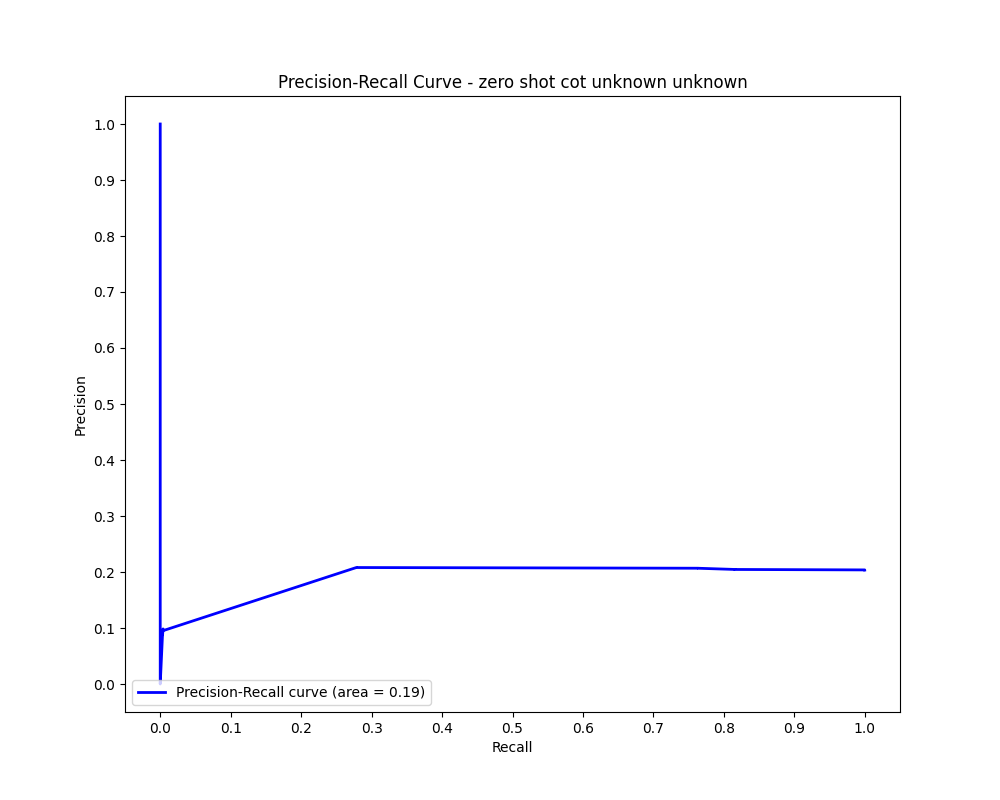 Precision-Recall Curve - zero shot cot unknown unknown
1.0
0.9
0.8
0.7
0.6
0.5
0.4
0.3
0.2
0.1
0.0
Precision
Precision-Recall curve (area = 0.19)
0.0 0.1 0.2 0.3 0.4 0.5 0.6 0.7 0.8 0.9 1.0
Recall